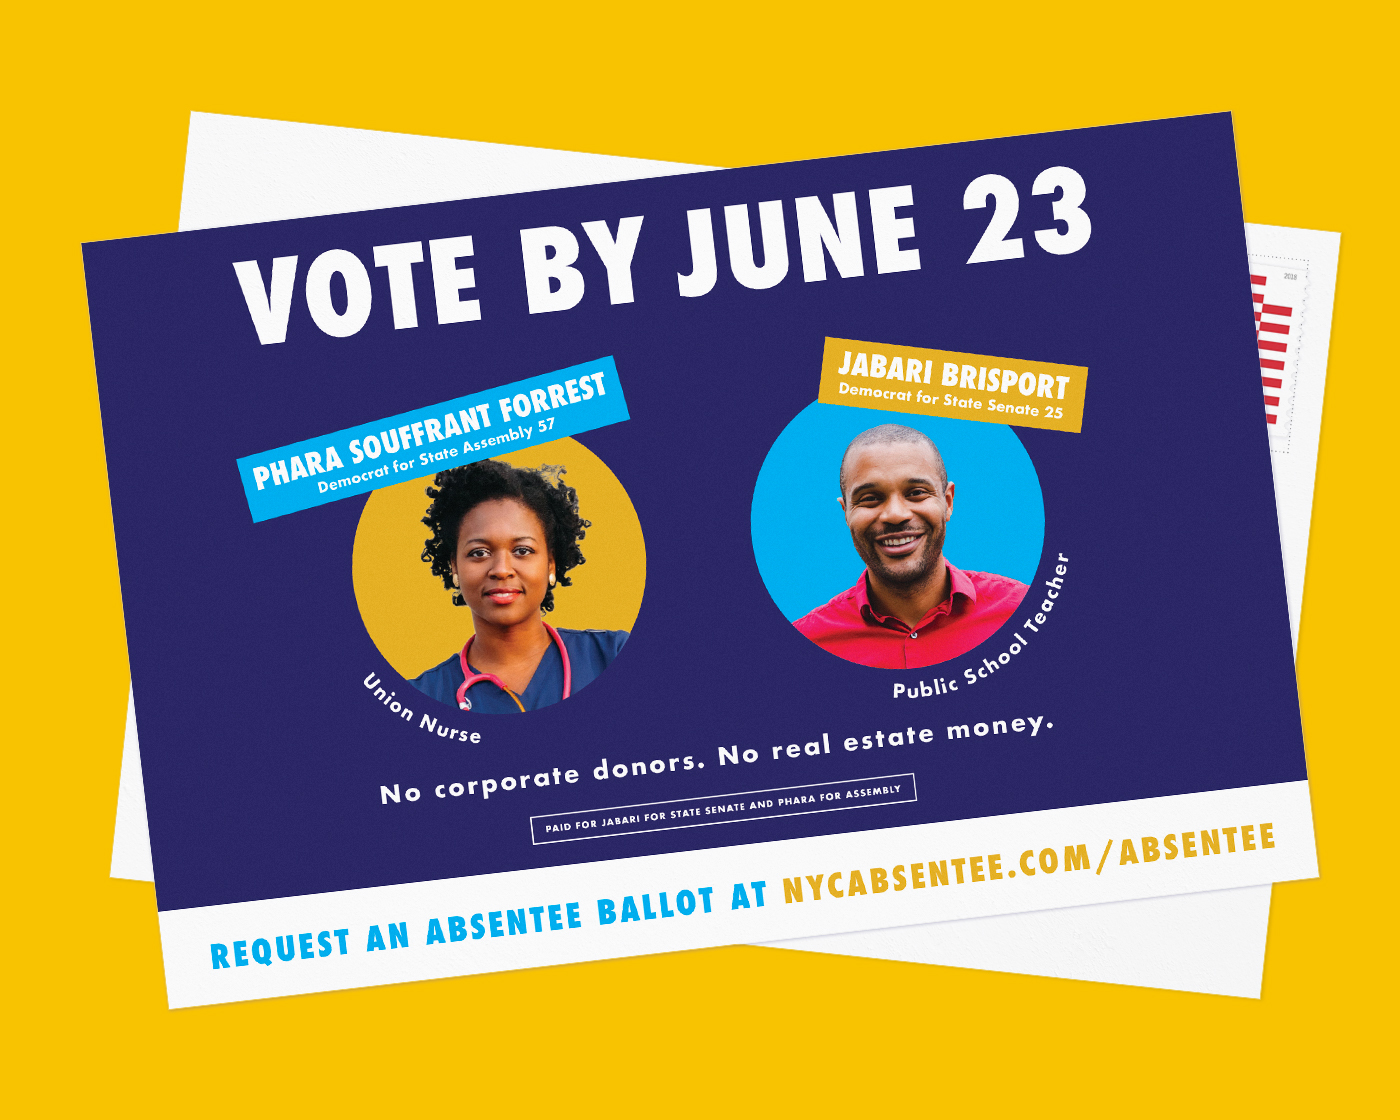 VOTE BY JUNE 23
PHARA SOUFFRANT FORREST
Democrat for State Assembly 57
JABARI BRISPORT
Democrat for State Senate 25
Union Nurse
Public School Teacher
No corporate donors. No real estate money.
PAID FOR JABARI FOR STATE SENATE AND PHARA FOR ASSEMBLY
REQUEST AN ABSENTEE BALLOT AT NYCABSENTEE.COM/ABSENTEE
2018